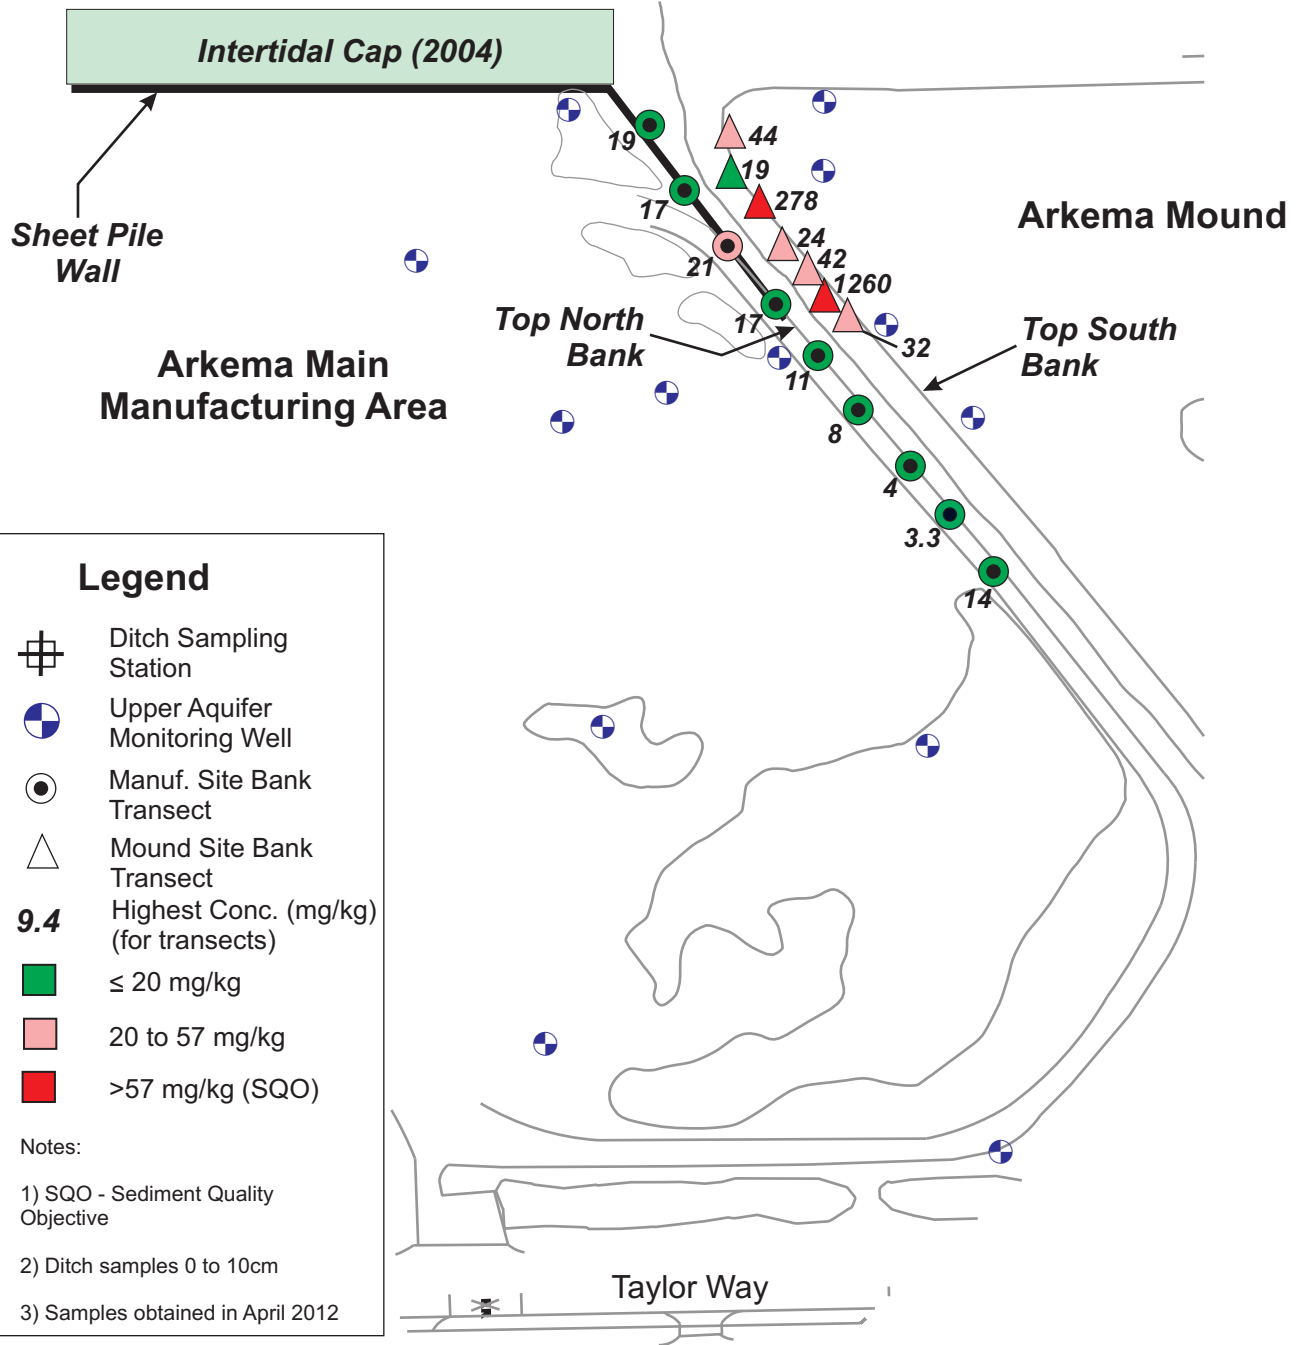 Intertidal Cap (2004)
19
44
19
17
278
Arkema Mound
Sheet Pile
Wall
24
21
42
1260
Top North
Bank
17
32
Top South
Bank
Arkema Main
Manufacturing Area
11
8
4
3.3
14
Legend
Ditch Sampling
Station
Upper Aquifer
Monitoring Well
Manuf. Site Bank
Transect
Mound Site Bank
Transect
9.4
Highest Conc. (mg/kg)
(for transects)
≤ 20 mg/kg
20 to 57 mg/kg
>57 mg/kg (SQO)
Notes:
1) SQO - Sediment Quality
Objective
2) Ditch samples 0 to 10cm
3) Samples obtained in April 2012
Taylor Way